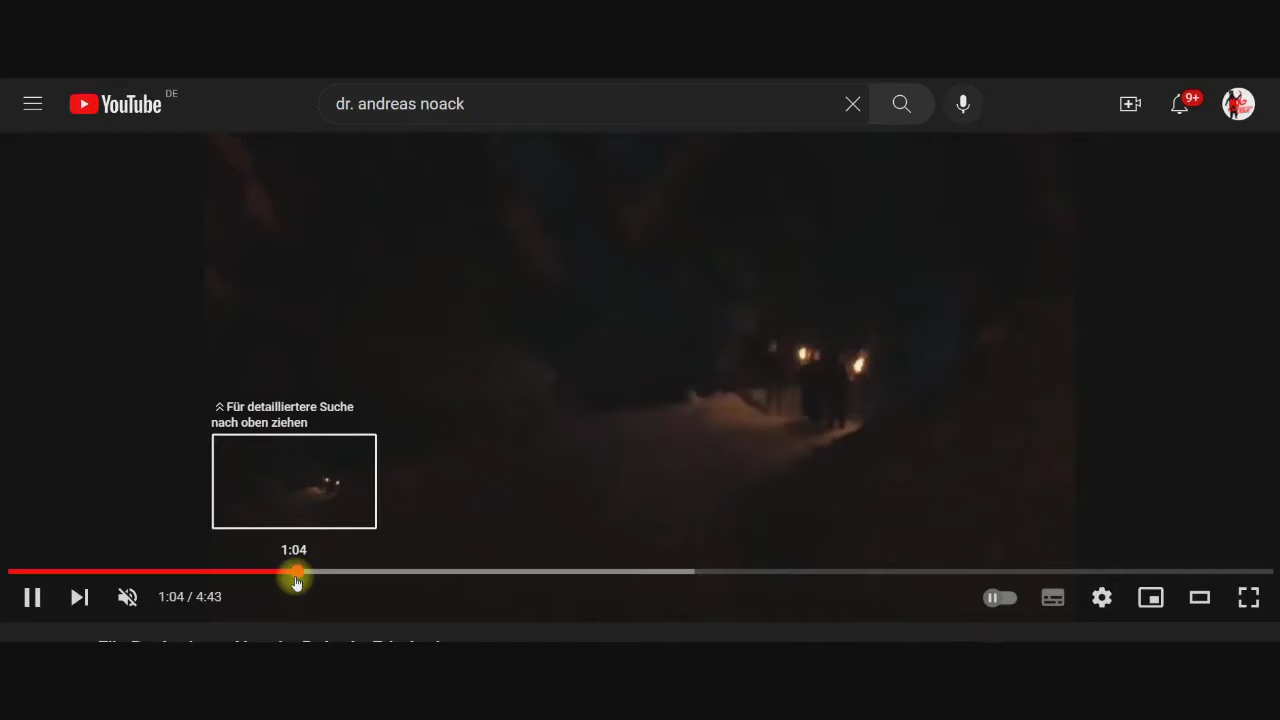 YouTube DE
dr. andreas noack
9+
Für detailliertere Suche
nach oben ziehen
1:04
1:04 / 4:43